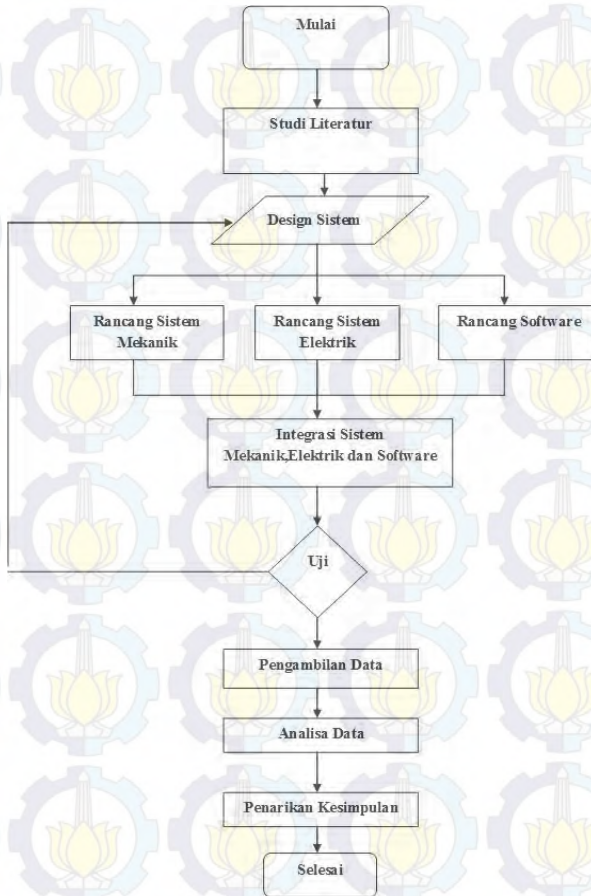 Mulai
Studi Literatur
Design Sistem
Rancang Sistem
Mekanik
Rancang Sistem
Elektrik
Rancang Software
Integrasi Sistem
Mekanik,Elektrik dan Software
Uji
Pengambilan Data
Analisa Data
Penarikan Kesimpulan
Selesai